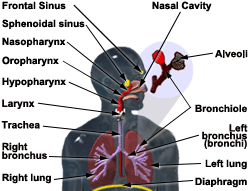 Frontal Sinus
Nasal Cavity
Sphenoidal sinus
Nasopharynx
Alveoli
Oropharynx
Hypopharynx
Larynx
Bronchiole
Trachea
Left
bronchus
(bronchi)
Right
bronchus
Left lung
Right lung
Diaphragm